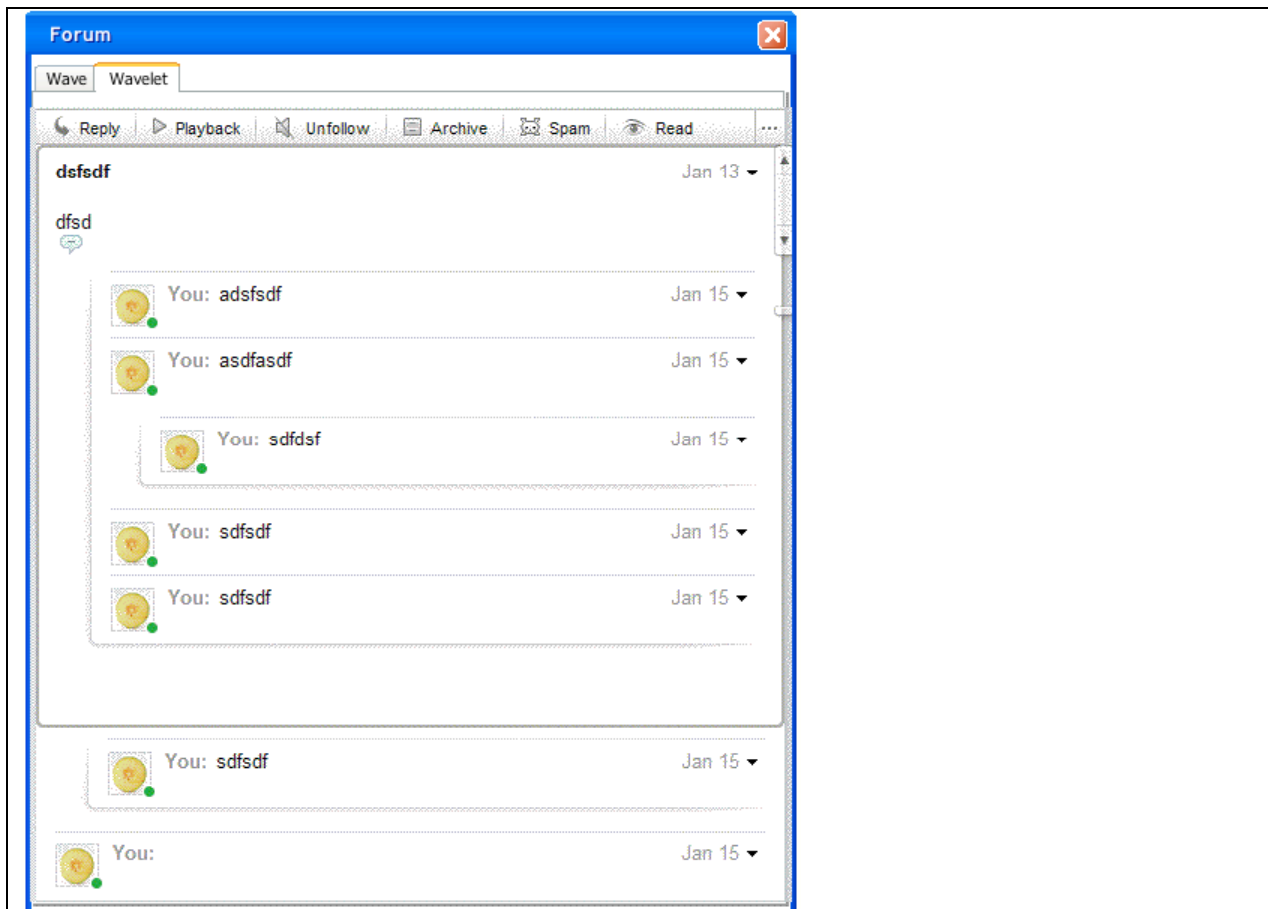 Forum
Wave Wavelet
Reply Playback Unfollow Archive Spam Read ...
dsfsdf Jan 13
dfsd
You: adsfsdf Jan 15
You: asdfasdf Jan 15
You: sdfdsf Jan 15
You: sdfsdf Jan 15
You: sdfsdf Jan 15
You: sdfsdf Jan 15
You: Jan 15